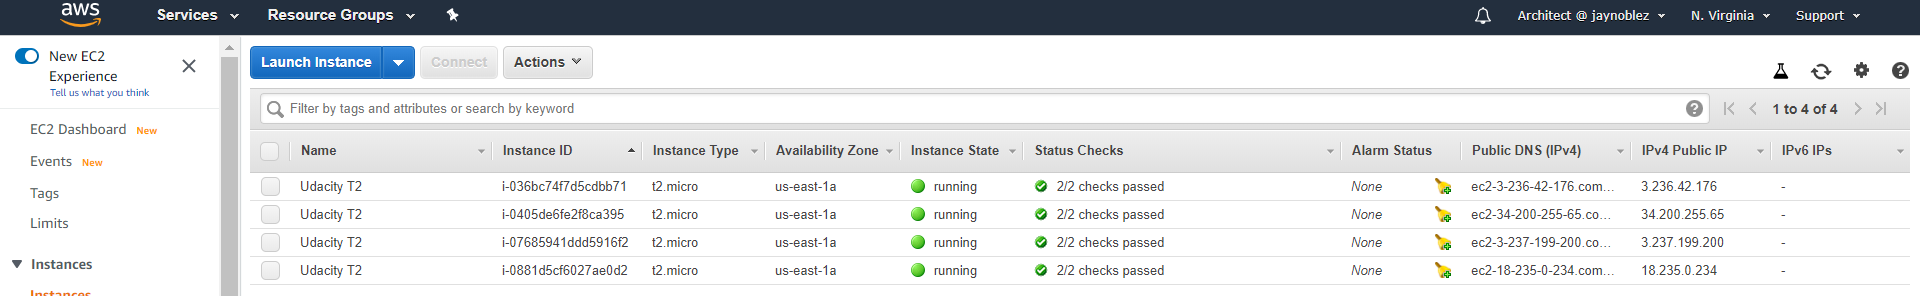 aws Services Resource Groups Architect @ jaynoblez N. Virginia Support
New EC2 Experience
Tell us what you think
EC2 Dashboard New
Events New
Tags
Limits
Instances
Instances
Launch Instance Connect Actions
Filter by tags and attributes or search by keyword ? 1 to 4 of 4
Name Instance ID Instance Type Availability Zone Instance State Status Checks Alarm Status Public DNS (IPv4) IPv4 Public IP IPv6 IPs
Udacity T2 i-036bc74f7d5cdbb71 t2.micro us-east-1a running 2/2 checks passed None ec2-3-236-42-176.com... 3.236.42.176 -
Udacity T2 i-0405de6fe2f8ca395 t2.micro us-east-1a running 2/2 checks passed None ec2-34-200-255-65.co... 34.200.255.65 -
Udacity T2 i-07685941ddd5916f2 t2.micro us-east-1a running 2/2 checks passed None ec2-3-237-199-200.co... 3.237.199.200 -
Udacity T2 i-0881d5cf6027ae0d2 t2.micro us-east-1a running 2/2 checks passed None ec2-18-235-0-234.com... 18.235.0.234 -